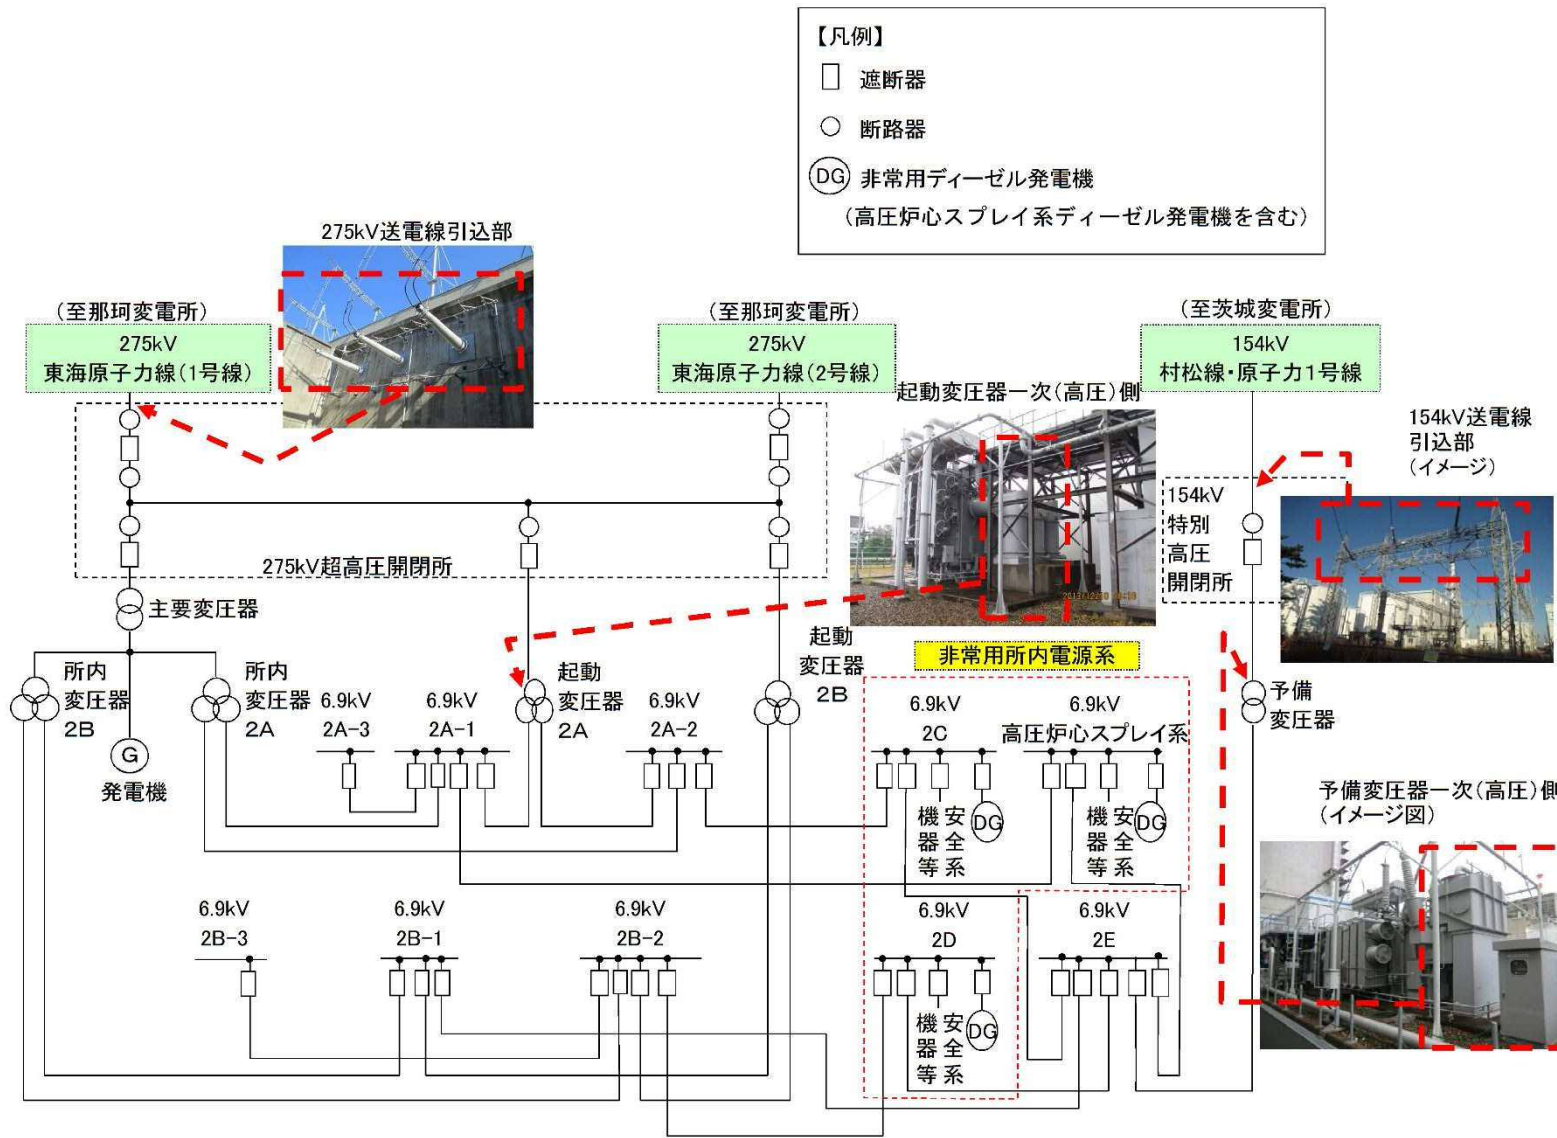 【凡例】
遮断器
断路器
DG 非常用ディーゼル発電機
(高圧炉心スプレイ系ディーゼル発電機を含む)
275kV送電線引込部
(至那珂変電所)
275kV
東海原子力線(1号線)
(至那珂変電所)
275kV
東海原子力線(2号線)
(至茨城変電所)
154kV
村松線・原子力1号線
起動変圧器一次(高圧)側
154kV送電線
引込部
(イメージ)
154kV
特別
高圧
開閉所
275kV超高圧開閉所
主要変圧器
所内
変圧器
2B
所内
変圧器
2A
G
発電機
起動
変圧器
2A
起動
変圧器
2B
非常用所内電源系
予備
変圧器
6.9kV
2A-3
6.9kV
2A-1
6.9kV
2A-2
6.9kV
2C
6.9kV
高圧炉心スプレイ系
安全系
機器等
DG
安全系
機器等
DG
予備変圧器一次(高圧)側
(イメージ図)
6.9kV
2B-3
6.9kV
2B-1
6.9kV
2B-2
6.9kV
2D
6.9kV
2E
安全系
機器等
DG